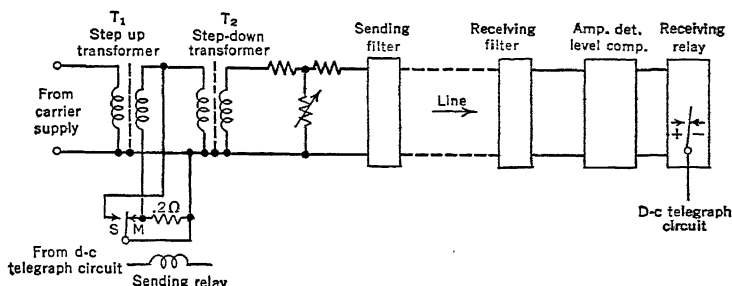 T1
Step up
transformer
T2
Step-down
transformer
Sending
filter
Receiving
filter
Amp. det.
level comp.
Receiving
relay
From
carrier
supply
Line
+ −
S M
.2Ω
D-c telegraph
circuit
From d-c
telegraph circuit
Sending relay